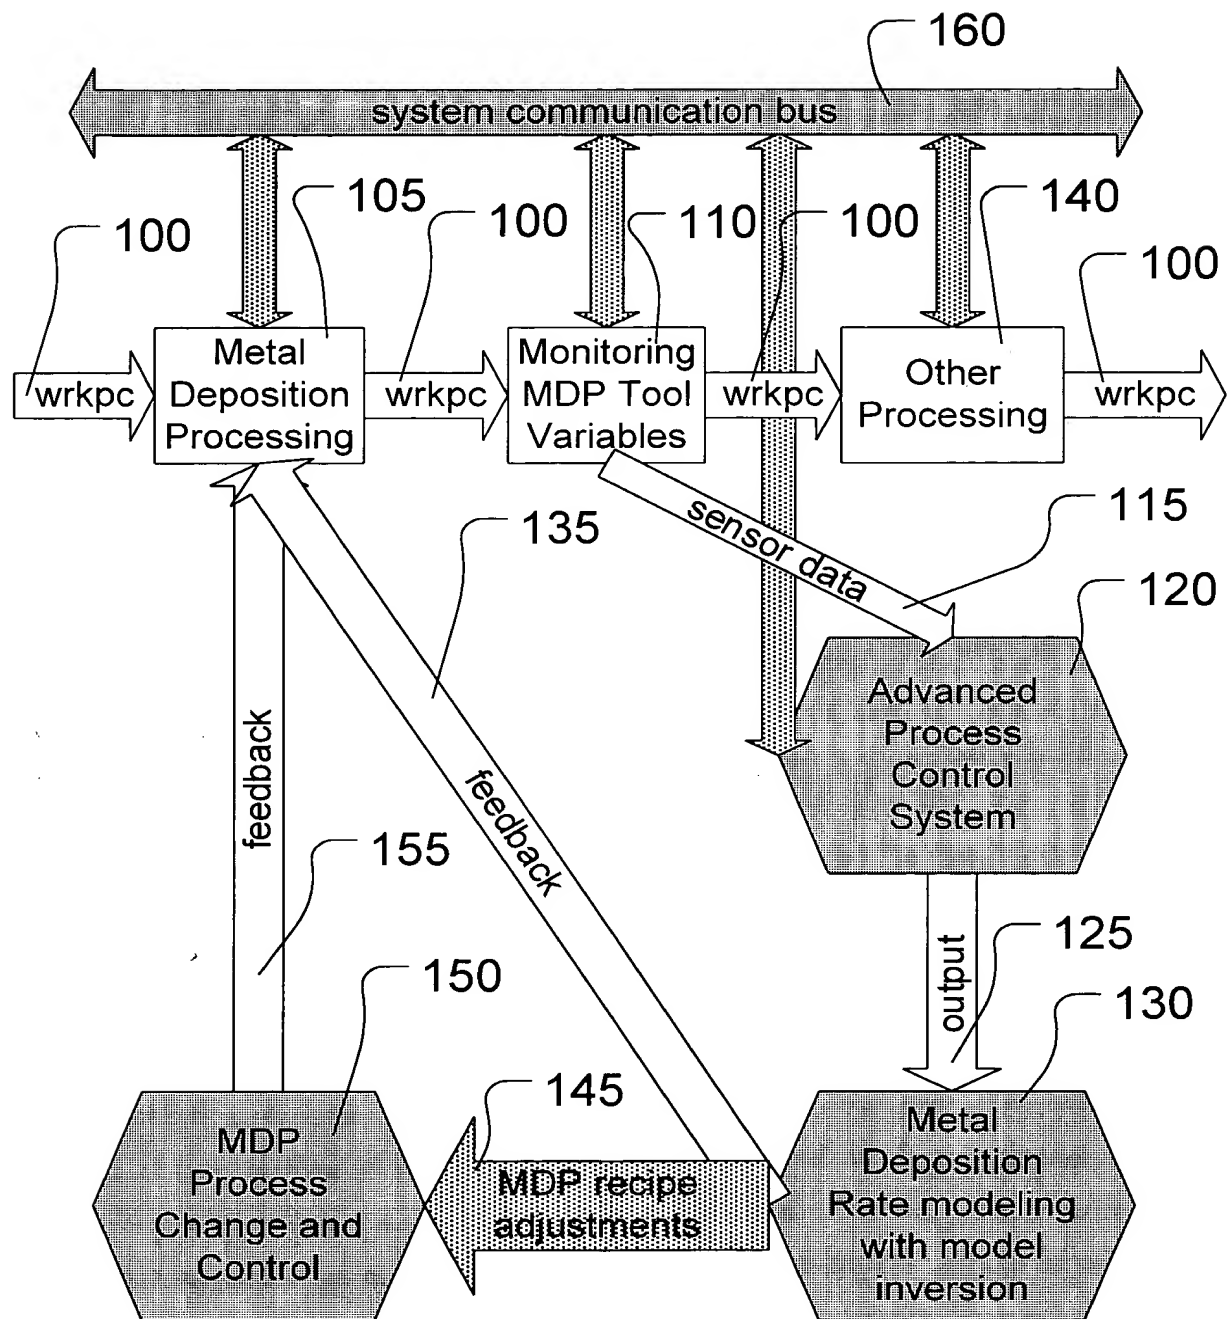 160
system communication bus
105
110
140
100
100
100
100
Metal
Deposition
Processing
Monitoring
MDP Tool
Variables
Other
Processing
wrkpc
wrkpc
wrkpc
wrkpc
sensor data
115
135
120
Advanced
Process
Control
System
feedback
feedback
155
output
125
150
130
145
MDP
Process
Change and
Control
MDP recipe
adjustments
Metal
Deposition
Rate modeling
with model
inversion